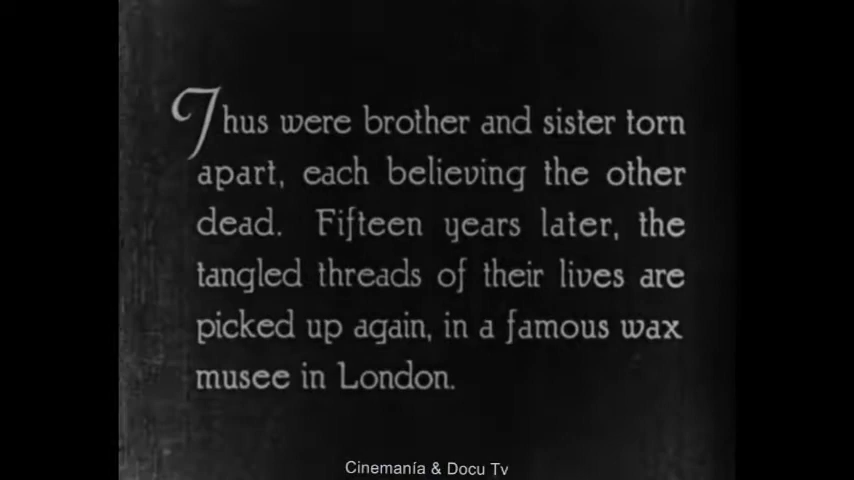 Thus were brother and sister torn
apart, each believing the other
dead. Fifteen years later, the
tangled threads of their lives are
picked up again, in a famous wax
musee in London.
Cinemanía & Docu Tv